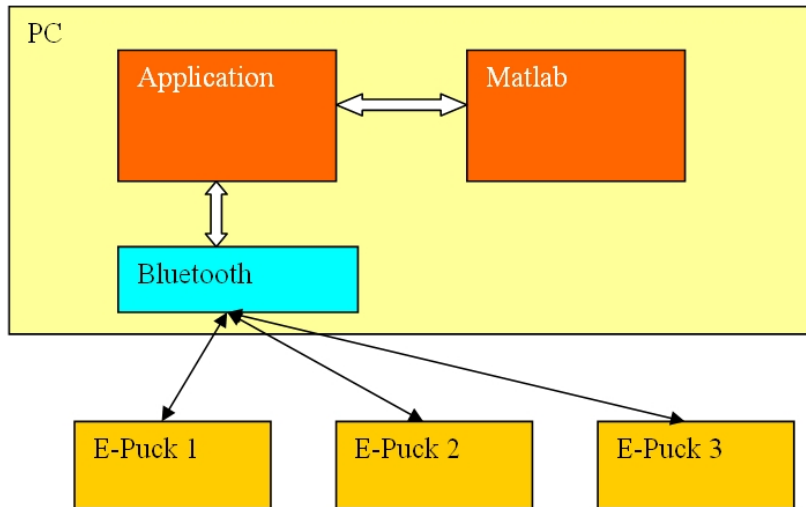 PC
Application
Matlab
Bluetooth
E-Puck 1
E-Puck 2
E-Puck 3